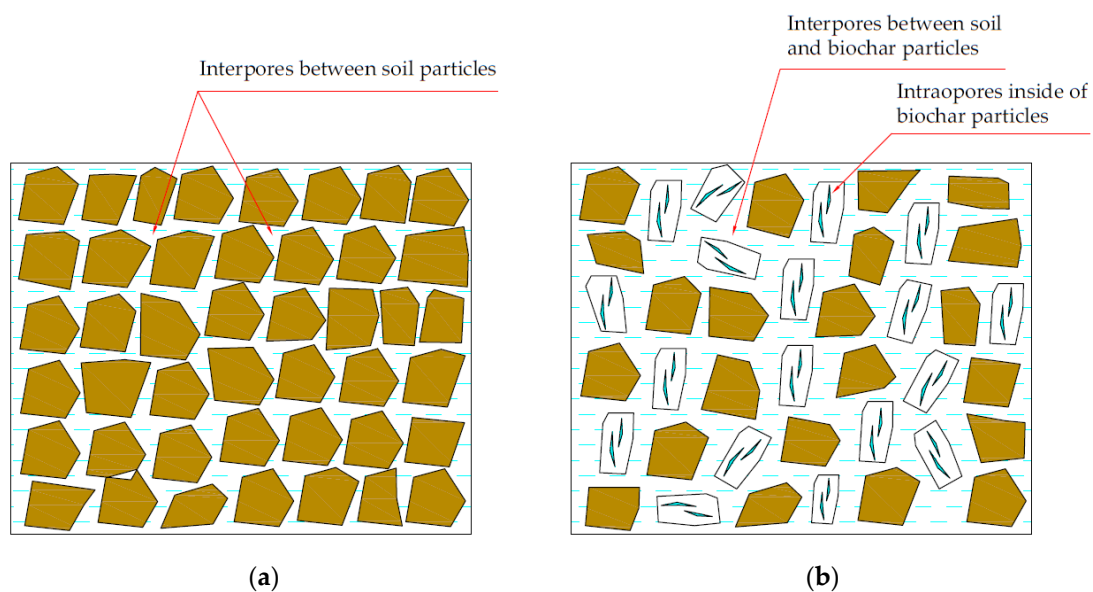 Interpores between soil particles
Interpores between soil
and biochar particles
Intraopores inside of
biochar particles
(a)
(b)